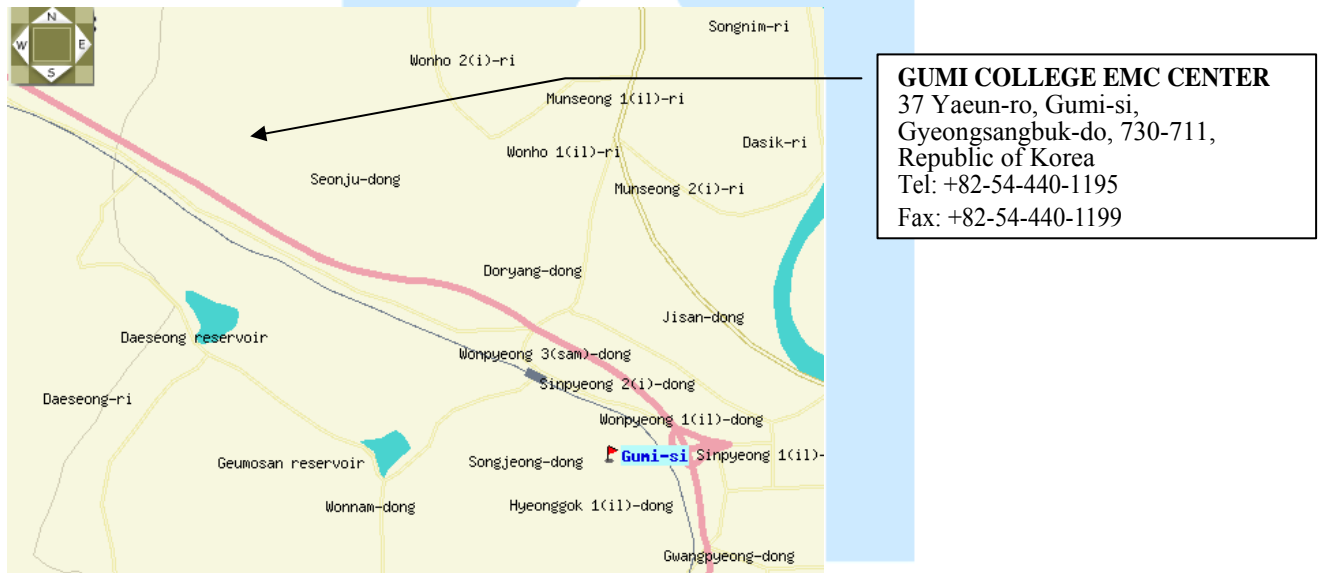 N
W E
S
Songnim-ri
Wonho 2(i)-ri
Munseong 1(il)-ri
Dasik-ri
Wonho 1(il)-ri
Seonju-dong
Munseong 2(i)-ri
Doryang-dong
Jisan-dong
Daeseong reservoir
Wonpyeong 3(sam)-dong
Sinpyeong 2(i)-dong
Daeseong-ri
Wonpyeong 1(il)-dong
Geumosan reservoir
Songjeong-dong
Gumi-si
Sinpyeong 1(il)-
Wonnam-dong
Hyeonggok 1(il)-dong
Gwangpyeong-dong
GUMI COLLEGE EMC CENTER
37 Yaeun-ro, Gumi-si,
Gyeongsangbuk-do, 730-711,
Republic of Korea
Tel: +82-54-440-1195
Fax: +82-54-440-1199